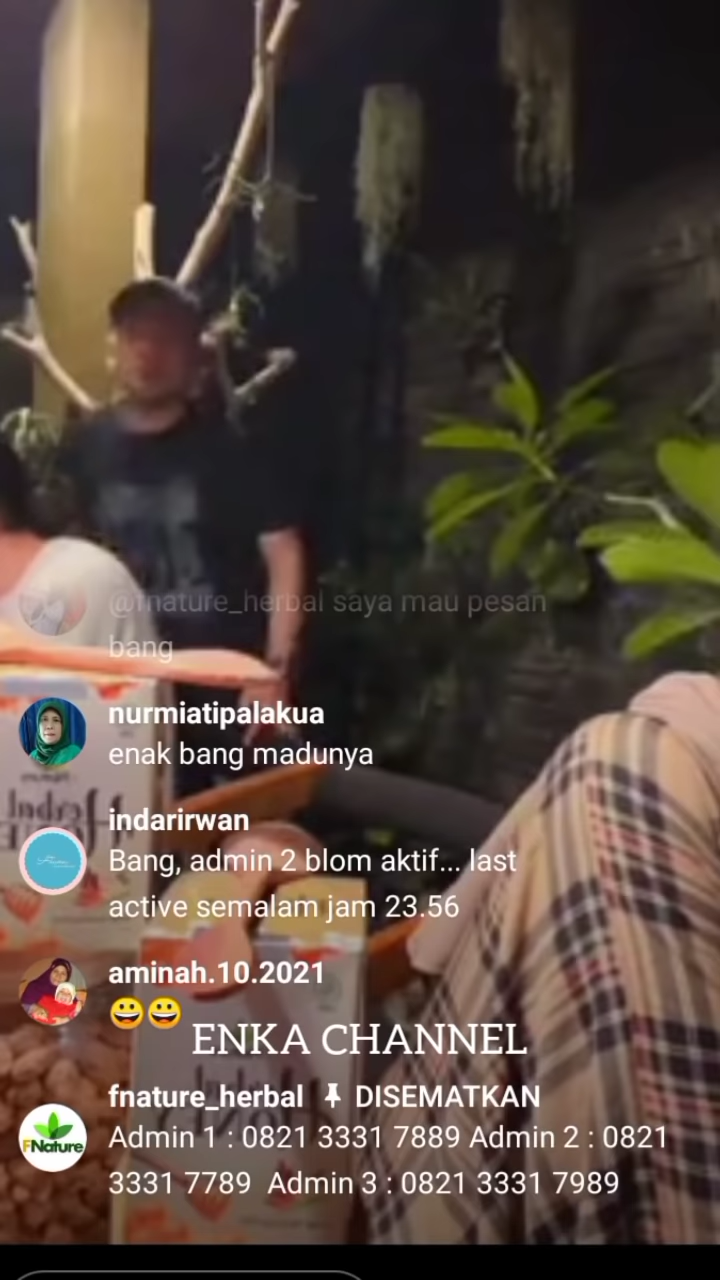 @fnature_herbal saya mau pesan
bang
nurmiatipalakua
enak bang madunya
indarirwan
Bang, admin 2 blom aktif... last
active semalam jam 23.56
aminah.10.2021
😀😀
ENKA CHANNEL
fnature_herbal 📌 DISEMATKAN
FNature
Admin 1 : 0821 3331 7889 Admin 2 : 0821
3331 7789 Admin 3 : 0821 3331 7989